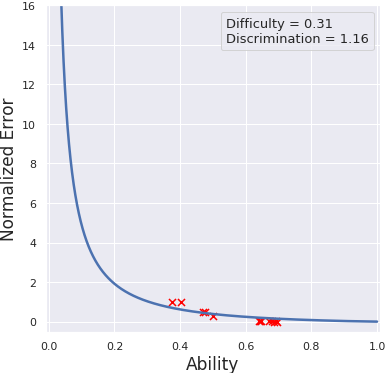 Difficulty = 0.31
Discrimination = 1.16
Normalized Error
16
14
12
10
8
6
4
2
0
0.0 0.2 0.4 0.6 0.8 1.0
Ability